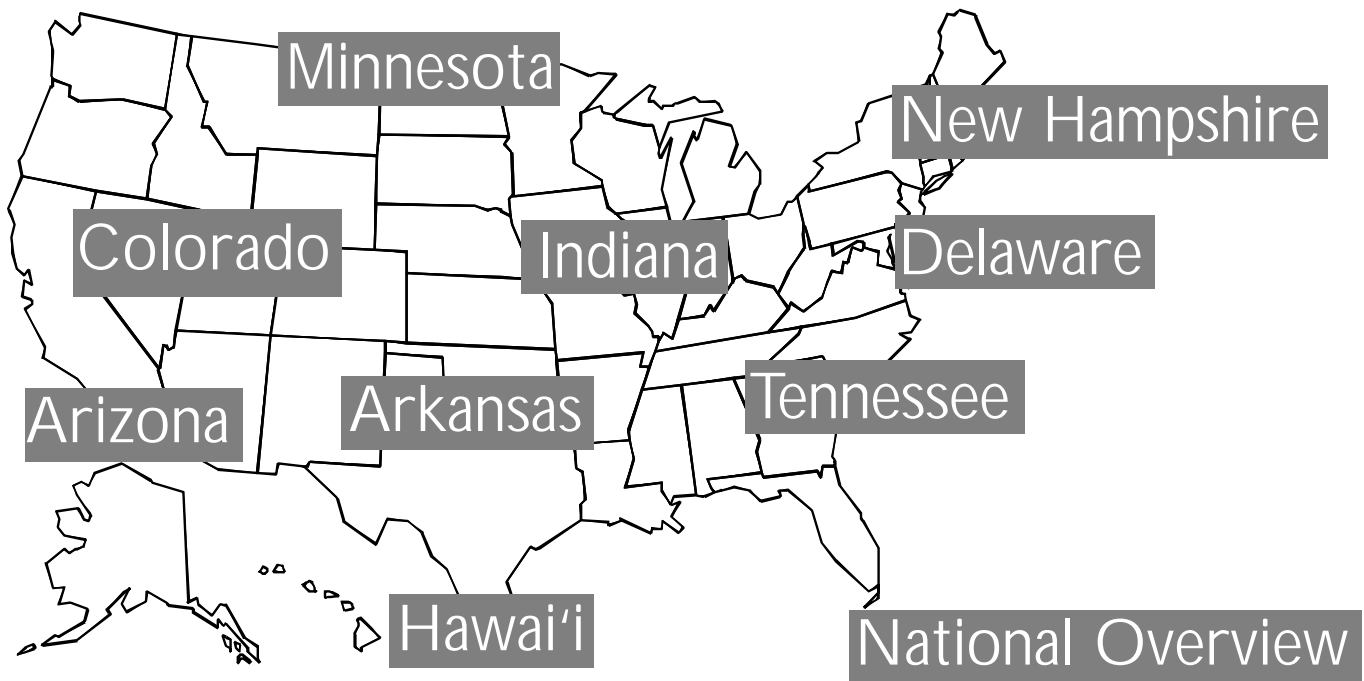 Minnesota
New Hampshire
Colorado
Indiana
Delaware
Arizona
Arkansas
Tennessee
Hawai‘i
National Overview